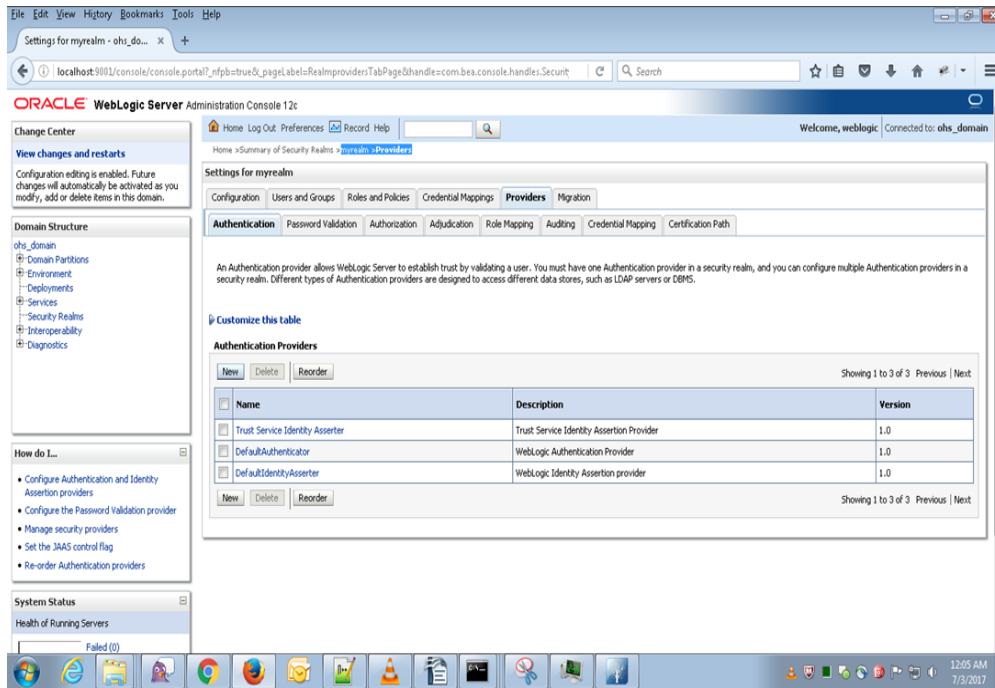 File Edit View History Bookmarks Tools Help
Settings for myrealm - ohs_do... × +
localhost:9001/console/console.portal?_nfpb=true&_pageLabel=RealmprovidersTabPage&handle=com.bea.console.handles.Securit
Search
ORACLE WebLogic Server Administration Console 12c
Change Center
View changes and restarts
Configuration editing is enabled. Future
changes will automatically be activated as you
modify, add or delete items in this domain.
Domain Structure
ohs_domain
Domain Partitions
Environment
Deployments
Services
Security Realms
Interoperability
Diagnostics
How do I...
Configure Authentication and Identity
Assertion providers
Configure the Password Validation provider
Manage security providers
Set the JAAS control flag
Re-order Authentication providers
System Status
Health of Running Servers
Failed (0)
Home Log Out Preferences Record Help
Welcome, weblogic Connected to: ohs_domain
Home >Summary of Security Realms >myrealm >Providers
Settings for myrealm
Configuration Users and Groups Roles and Policies Credential Mappings Providers Migration
Authentication Password Validation Authorization Adjudication Role Mapping Auditing Credential Mapping Certification Path
An Authentication provider allows WebLogic Server to establish trust by validating a user. You must have one Authentication provider in a security realm, and you can configure multiple Authentication providers in a
security realm. Different types of Authentication providers are designed to access different data stores, such as LDAP servers or DBMS.
Customize this table
Authentication Providers
New Delete Reorder Showing 1 to 3 of 3 Previous | Next
Name Description Version
Trust Service Identity Asserter Trust Service Identity Assertion Provider 1.0
DefaultAuthenticator WebLogic Authentication Provider 1.0
DefaultIdentityAsserter WebLogic Identity Assertion provider 1.0
New Delete Reorder Showing 1 to 3 of 3 Previous | Next
12:05 AM
7/3/2017